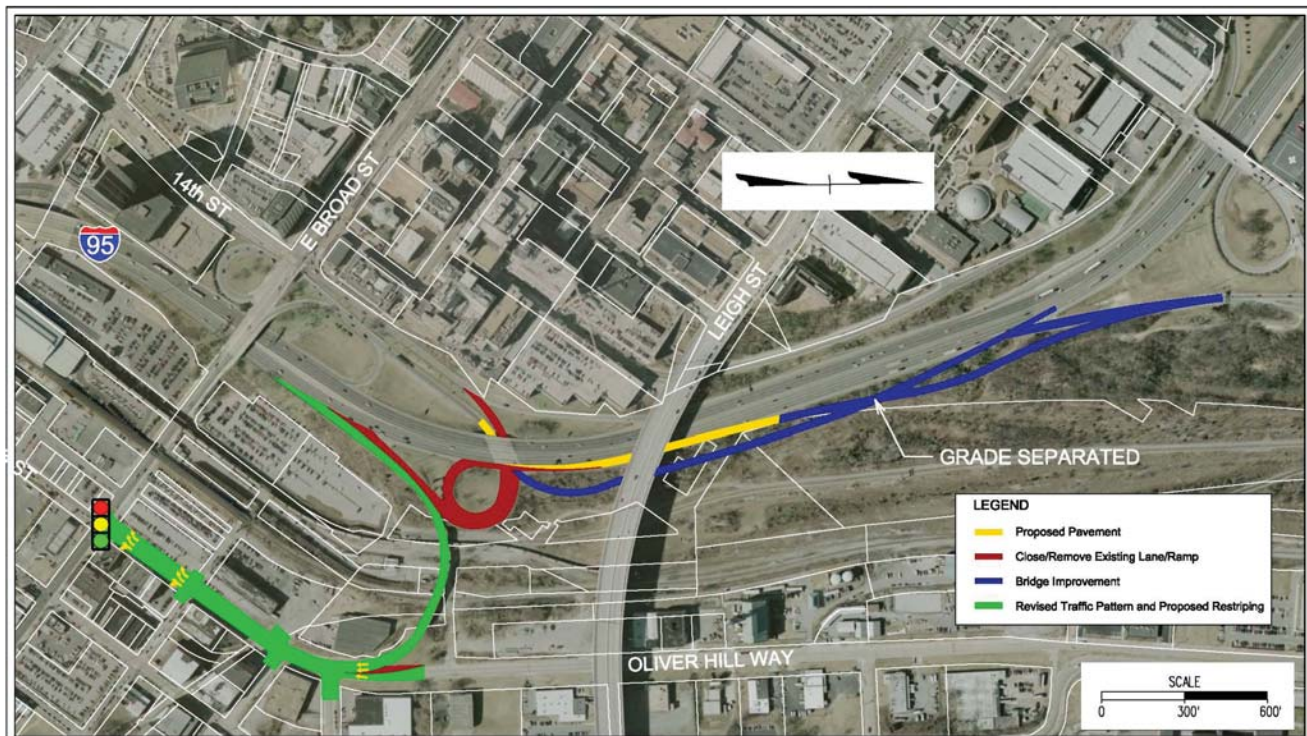 14th ST
E BROAD ST
95
LEIGH ST
GRADE SEPARATED
ST
LEGEND
Proposed Pavement
Close/Remove Existing Lane/Ramp
Bridge Improvement
Revised Traffic Pattern and Proposed Restriping
OLIVER HILL WAY
SCALE
0 300' 600'